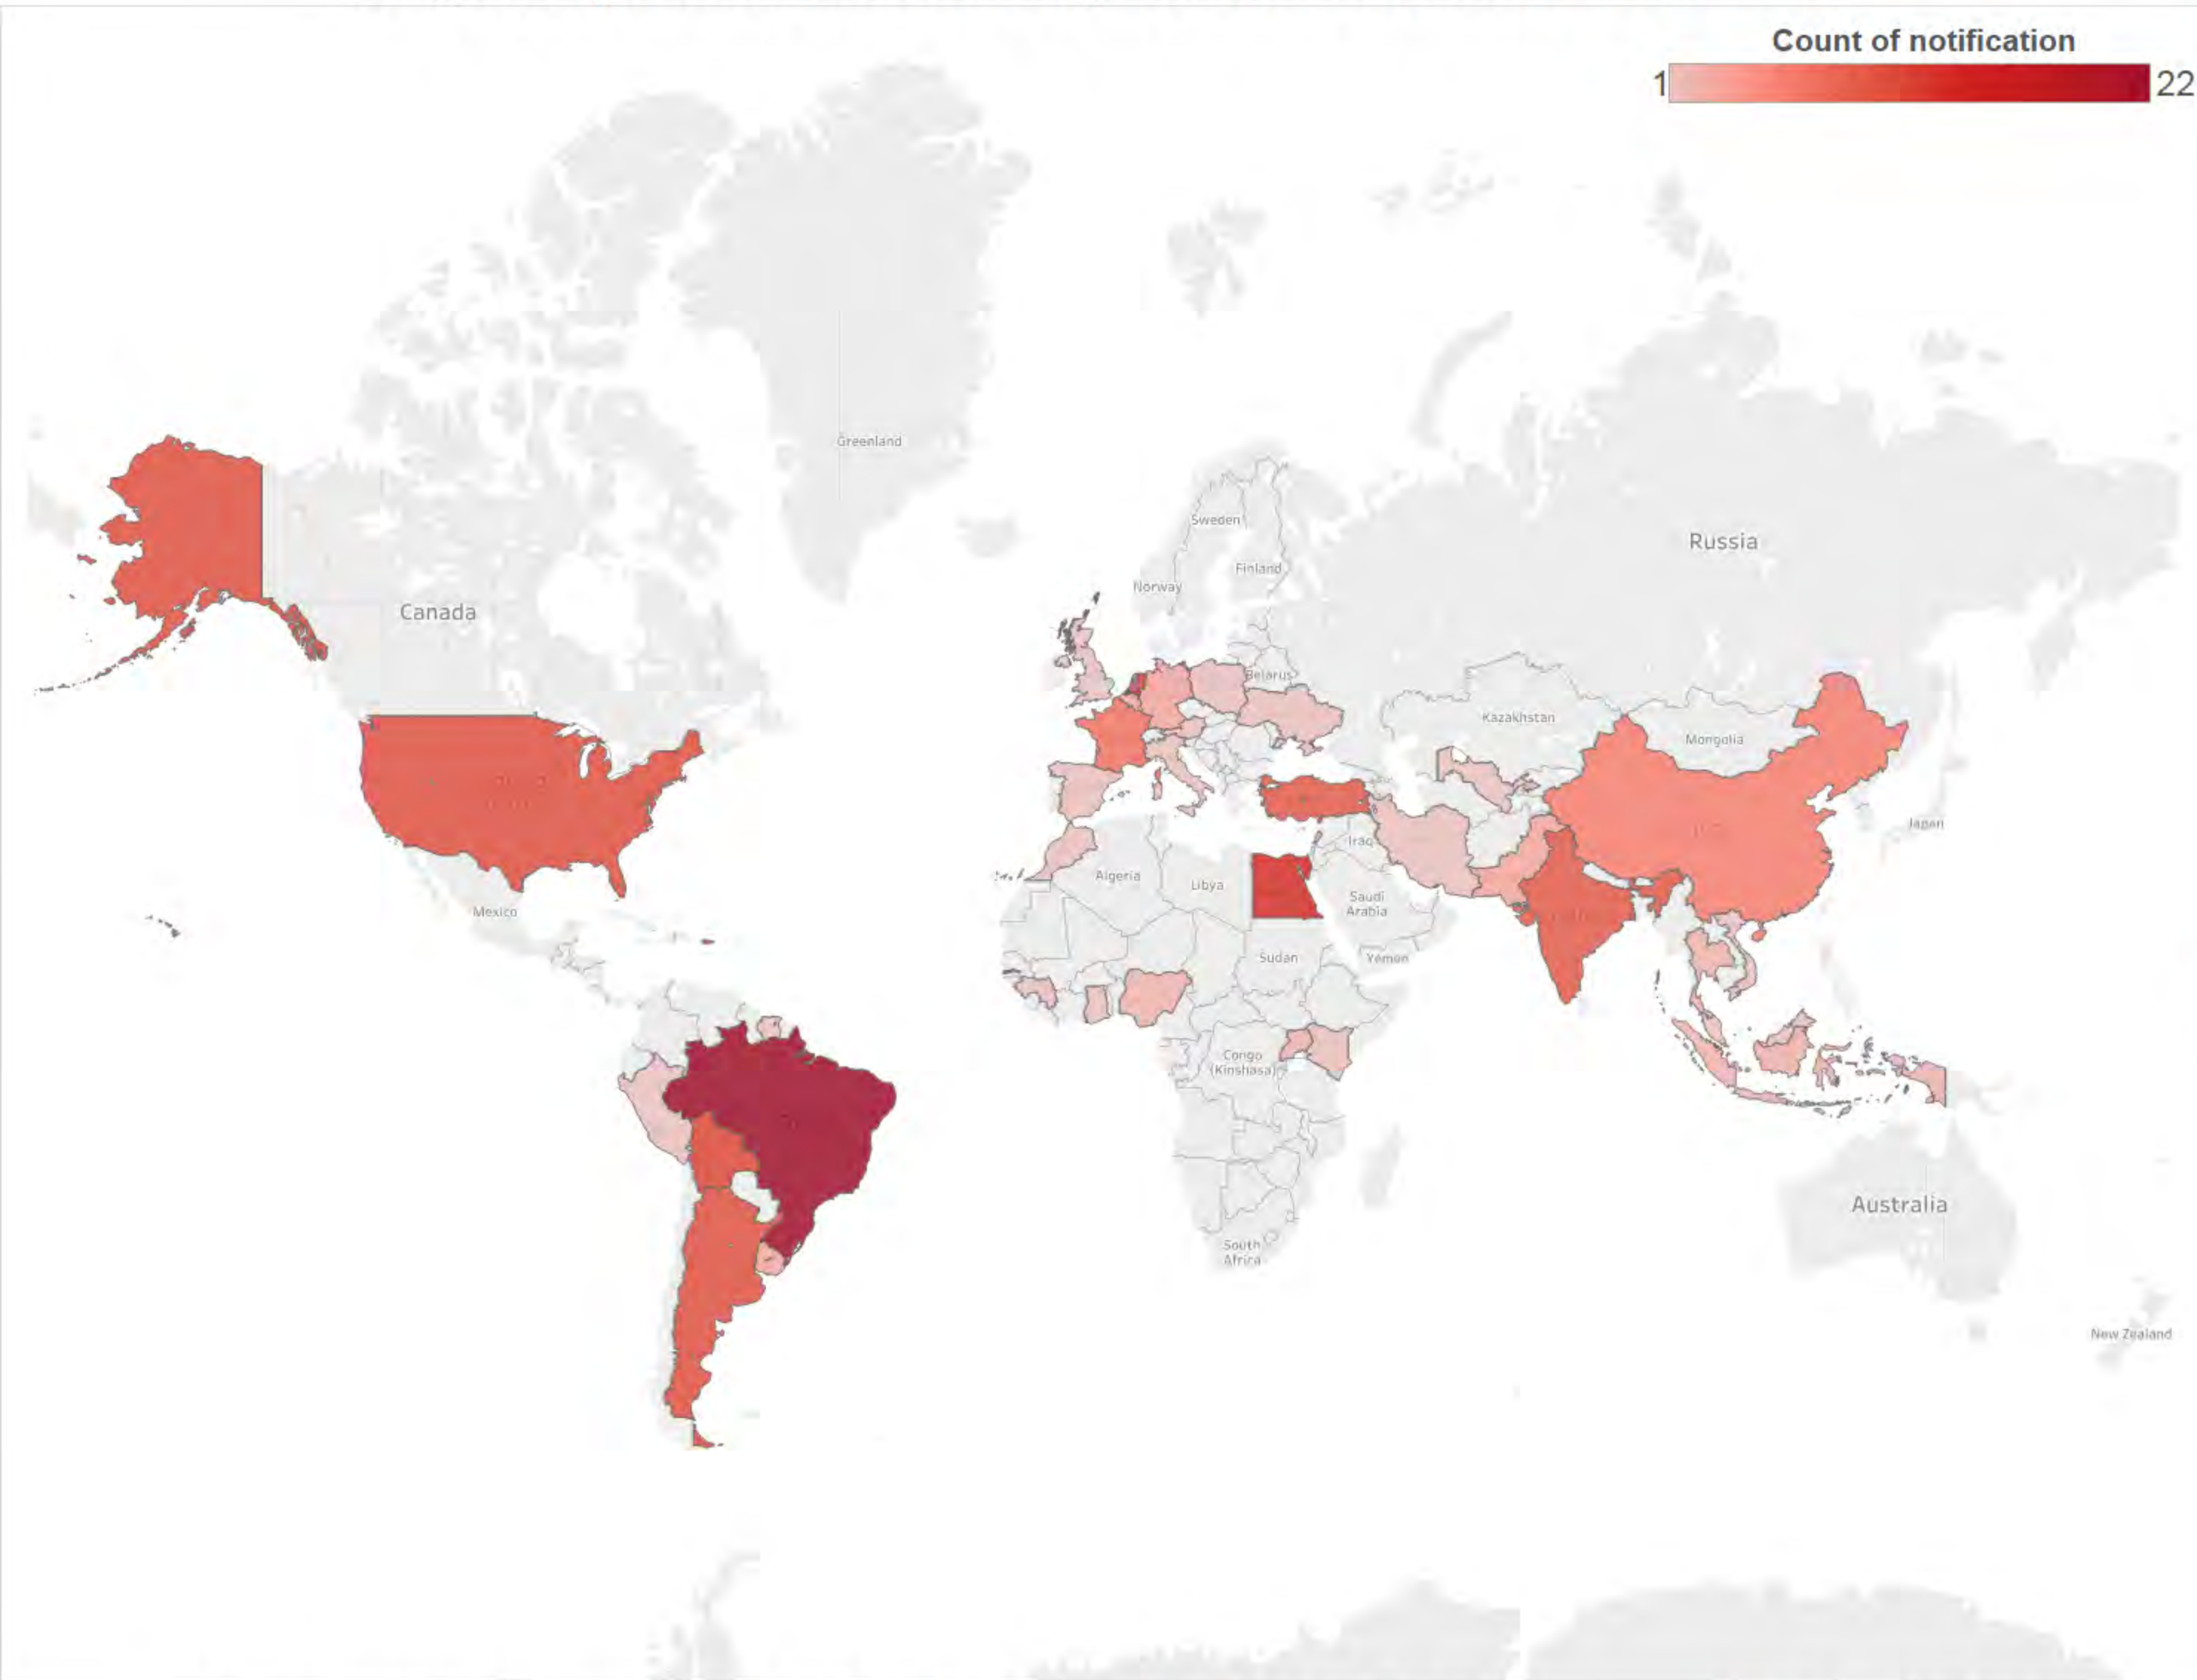 Count of notification
1 22
Greenland
Sweden
Russia
Finland
Norway
Canada
Belarus
Kazakhstan
Mongolia
Japan
Iraq
Algeria
Libya
Saudi
Arabia
Mexico
Sudan
Yemen
Congo
(Kinshasa)
Australia
South
Africa
New Zealand